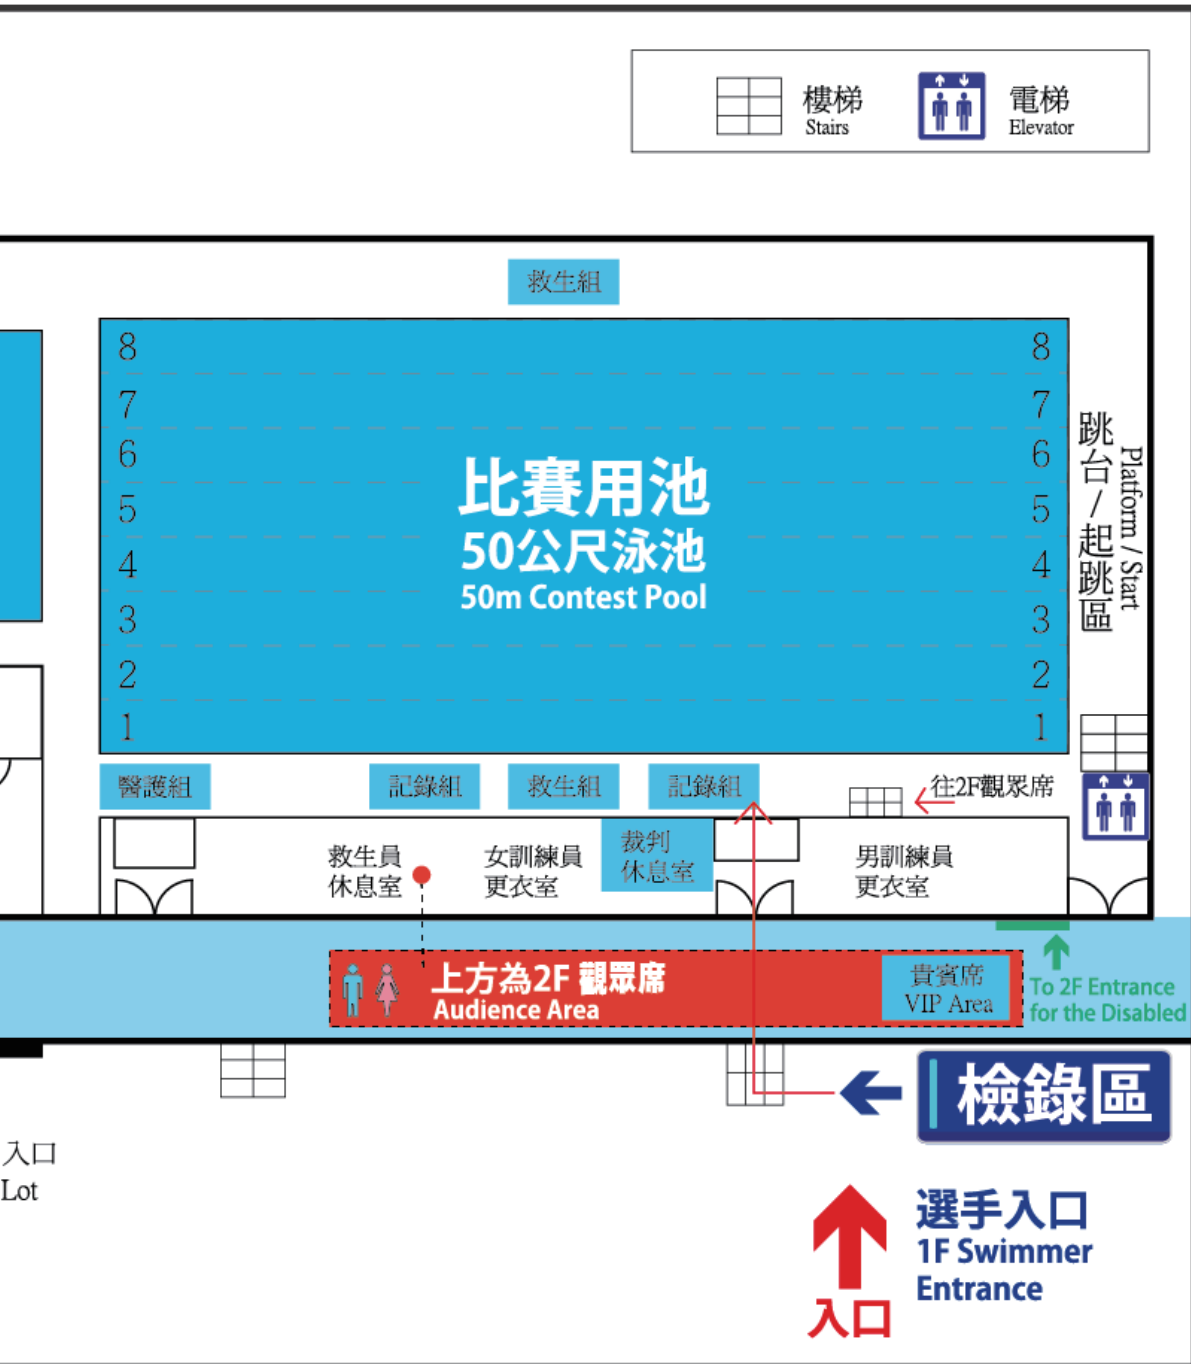 樓梯
Stairs
電梯
Elevator
救生組
8
8
7
7
6
6
5
5
4
4
3
3
2
2
1
1
比賽用池
50公尺泳池
50m Contest Pool
跳台/起跳區
Platform / Start
醫護組
記錄組
救生組
記錄組
往2F觀眾席
救生員
休息室
女訓練員
更衣室
裁判
休息室
男訓練員
更衣室
上方為2F 觀眾席
Audience Area
貴賓席
VIP Area
To 2F Entrance
for the Disabled
檢錄區
入口
Lot
選手入口
1F Swimmer
Entrance
入口